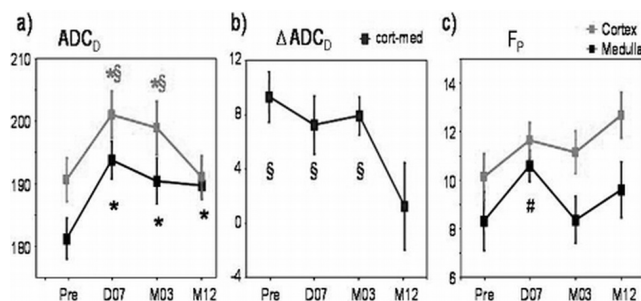 a) ADC_D
b) Δ ADC_D
c) F_P
cort-med
Cortex
Medulla
210
200
190
180
*§
*§
*
*
*
Pre D07 M03 M12
12
8
4
0
-4
§
§
§
Pre D07 M03 M12
14
12
10
8
6
#
Pre D07 M03 M12